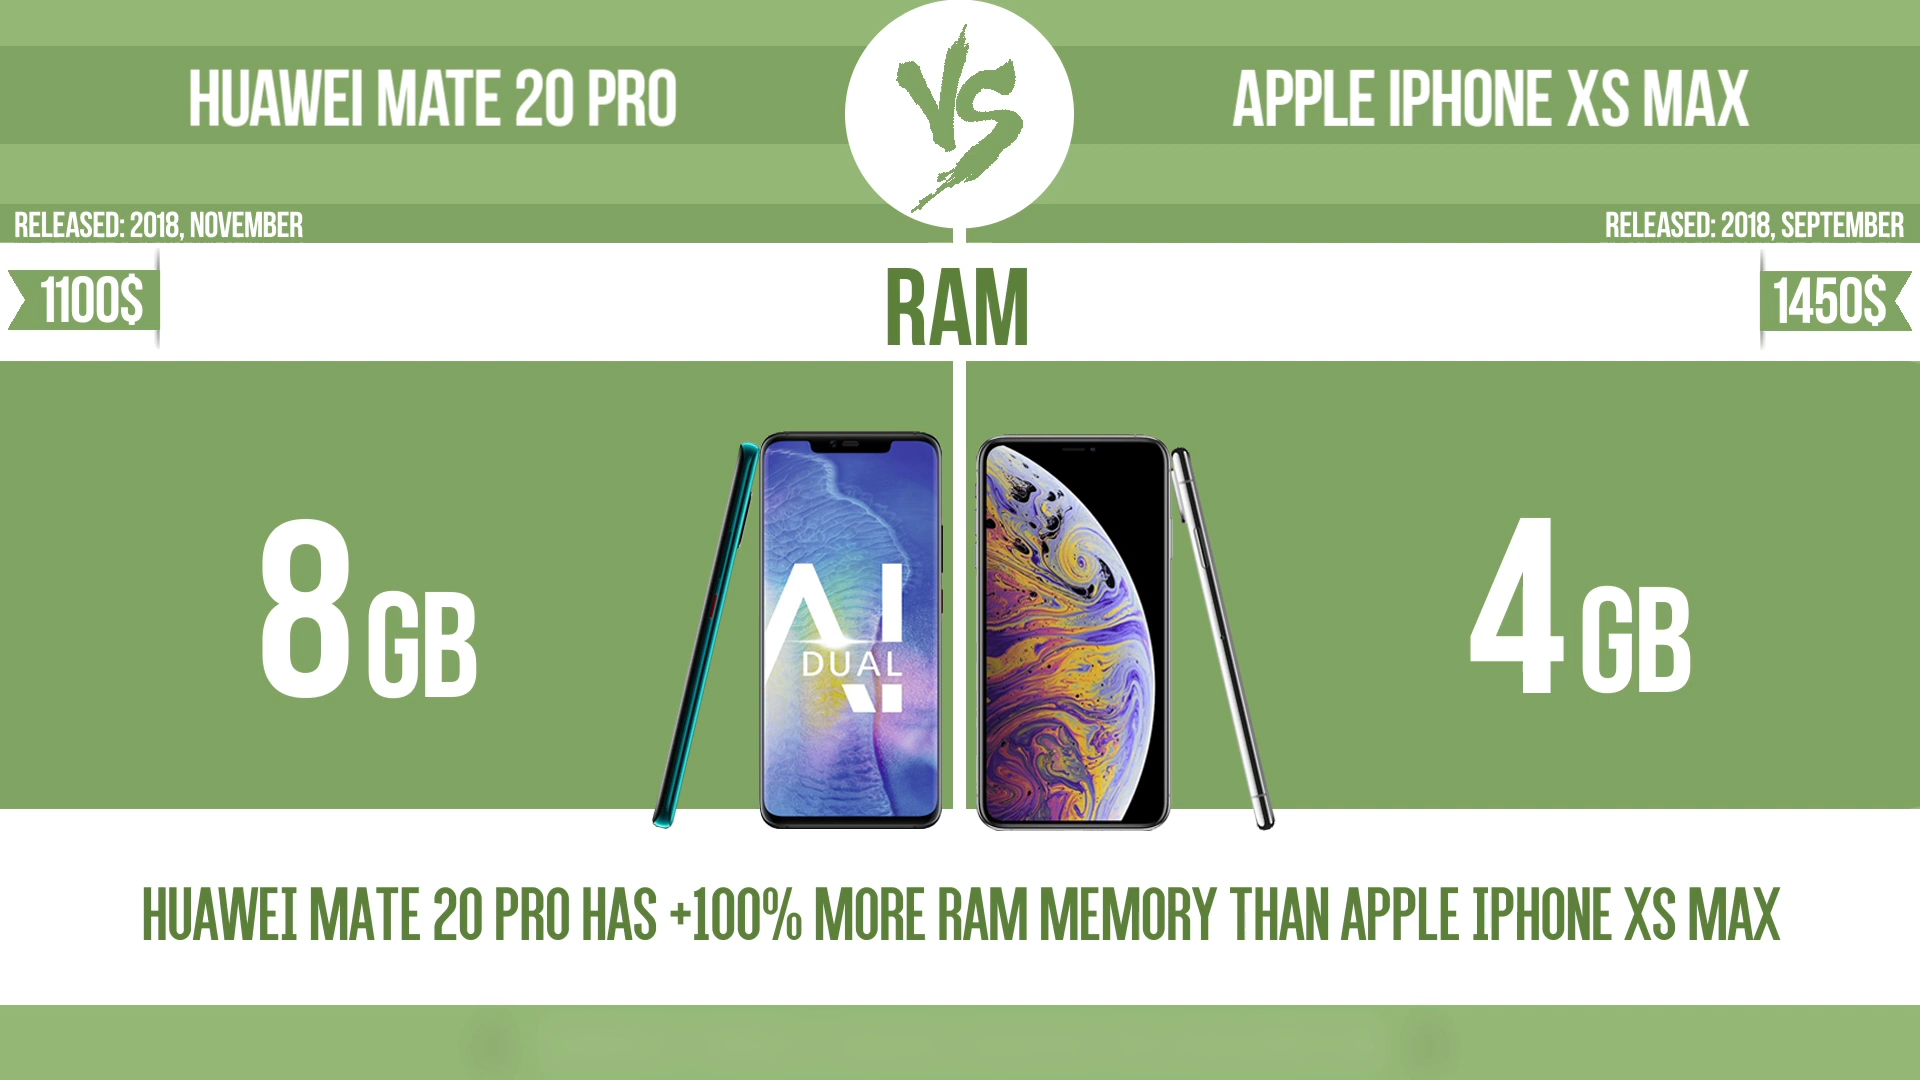 HUAWEI MATE 20 PRO
VS
APPLE IPHONE XS MAX
RELEASED: 2018, NOVEMBER
RELEASED: 2018, SEPTEMBER
1100$
RAM
1450$
8 GB
AI
DUAL
4 GB
HUAWEI MATE 20 PRO HAS +100% MORE RAM MEMORY THAN APPLE IPHONE XS MAX